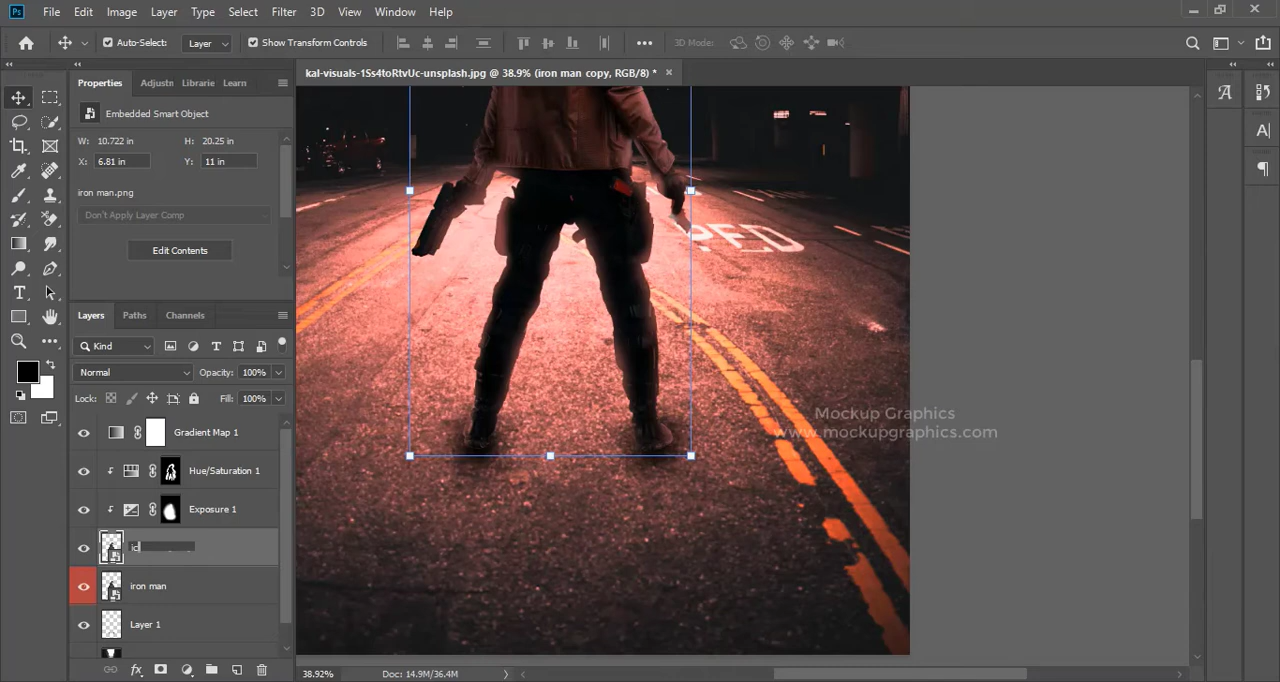 Ps File Edit Image Layer Type Select Filter 3D View Window Help
Auto-Select: Layer Show Transform Controls 3D Mode:
kal-visuals-1Ss4toRtvUc-unsplash.jpg @ 38.9% (iron man copy, RGB/8) *
Properties Adjustn Librarie Learn
Embedded Smart Object
W: 10.722 in H: 20.25 in
X: 6.81 in Y: 11 in
iron man.png
Don't Apply Layer Comp
Edit Contents
Layers Paths Channels
Kind
Normal Opacity: 100%
Lock: Fill: 100%
Gradient Map 1
Hue/Saturation 1
Exposure 1
iron man
Layer 1
fx
PED
Mockup Graphics
www.mockupgraphics.com
38.92% Doc: 14.9M/36.4M